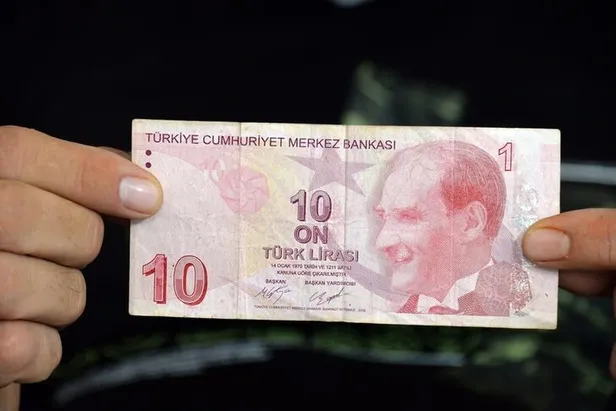 TÜRKİYE CUMHURİYET MERKEZ BANKASI
1
10
ON
TÜRK LİRASI
14 OCAK 1970 TARİH VE 1211 SAYILI
KANUNA GÖRE ÇIKARILMIŞTIR.
BAŞKAN BAŞKAN YARDIMCISI
10